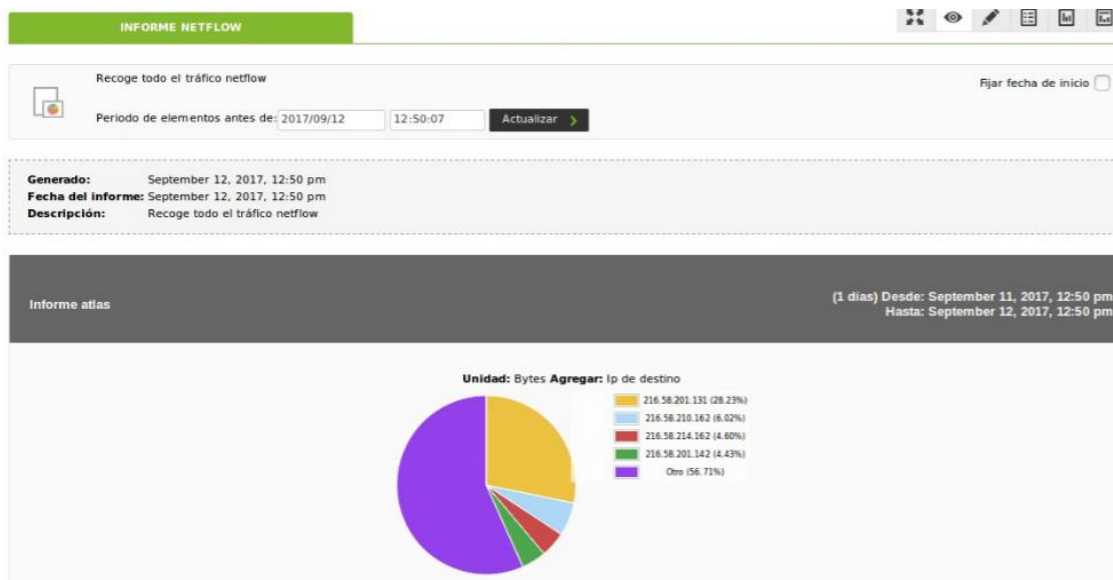 INFORME NETFLOW
Recoge todo el tráfico netflow
Fijar fecha de inicio
Periodo de elementos antes de: 2017/09/12 12:50:07 Actualizar
Generado: September 12, 2017, 12:50 pm
Fecha del informe: September 12, 2017, 12:50 pm
Descripción: Recoge todo el tráfico netflow
Informe atlas
(1 días) Desde: September 11, 2017, 12:50 pm
Hasta: September 12, 2017, 12:50 pm
Unidad: Bytes Agregar: Ip de destino
216.58.201.131 (28.23%)
216.58.210.162 (6.02%)
216.58.214.162 (4.60%)
216.58.201.142 (4.43%)
Otro (56.71%)